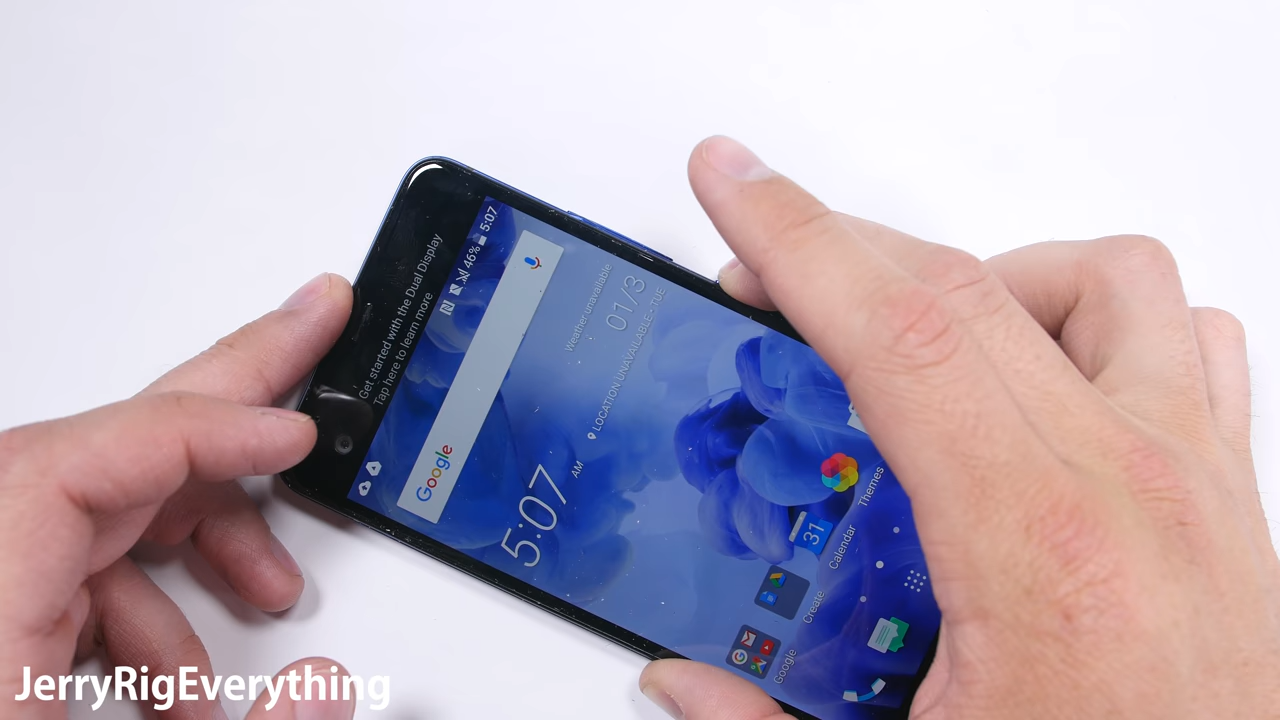 Get started with the Dual Display
Tap here to learn more
46% 5:07
Google
Weather unavailable
01/3
LOCATION UNAVAILABLE - TUE
5:07 AM
31
Themes
Calendar
Create
Google
JerryRigEverything